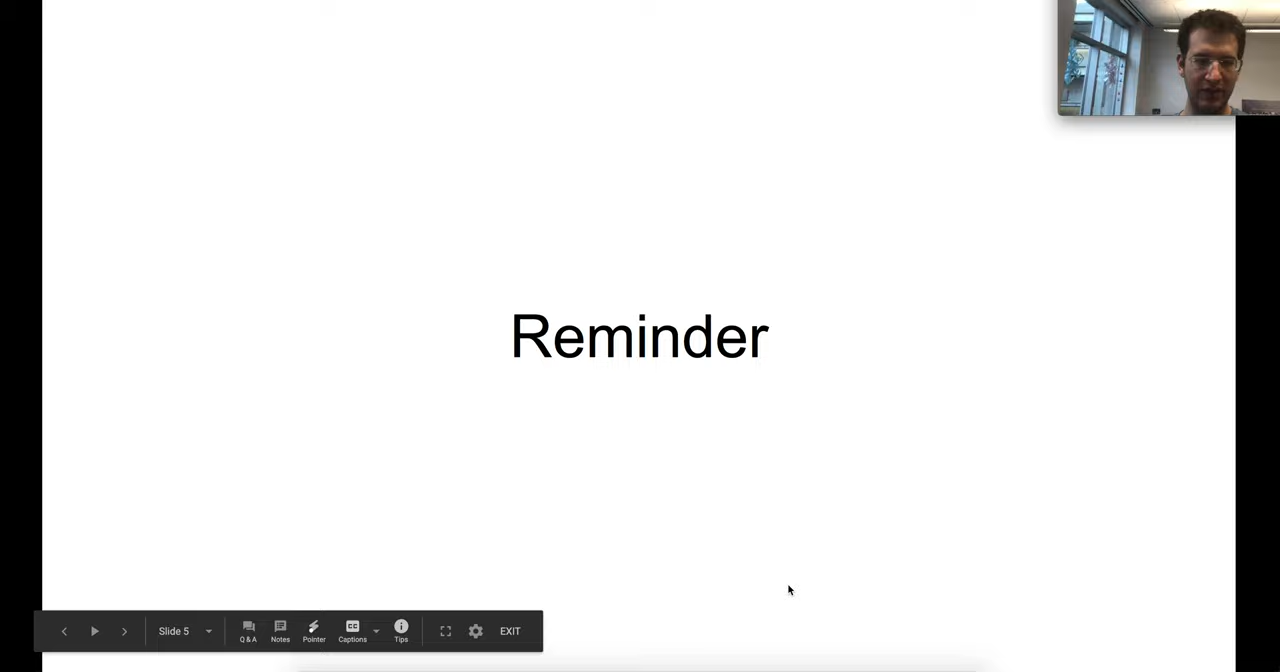 Reminder
Slide 5
Q&A
Notes
Pointer
Captions
Tips
EXIT